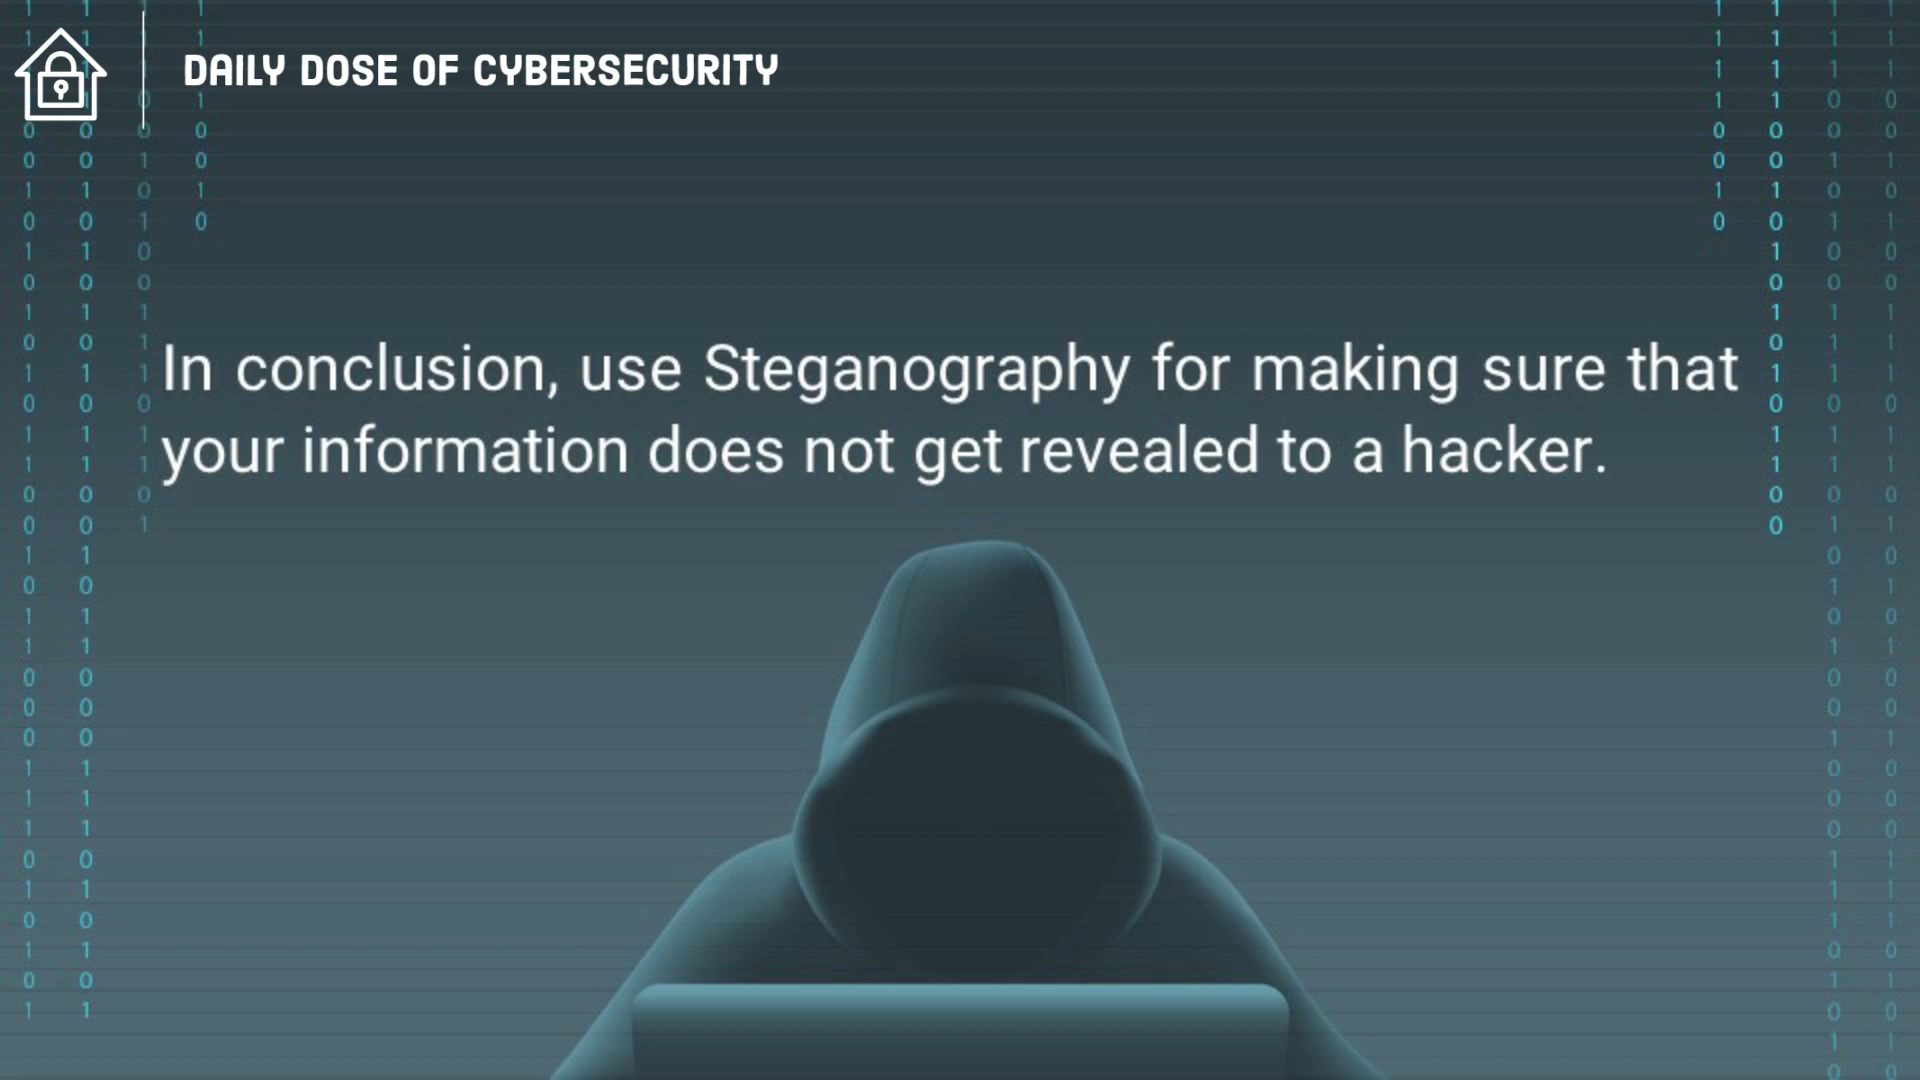 DAILY DOSE OF CYBERSECURITY
In conclusion, use Steganography for making sure that
your information does not get revealed to a hacker.